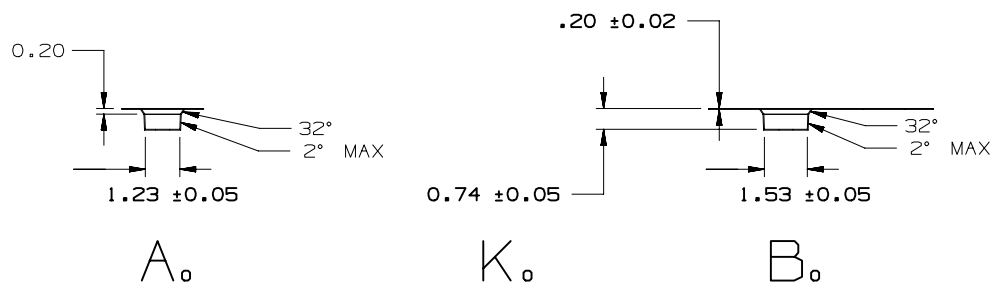 .20 ±0.02
0.20
32°
2° MAX
32°
2° MAX
1.23 ±0.05
0.74 ±0.05
1.53 ±0.05
Ao
Ko
Bo